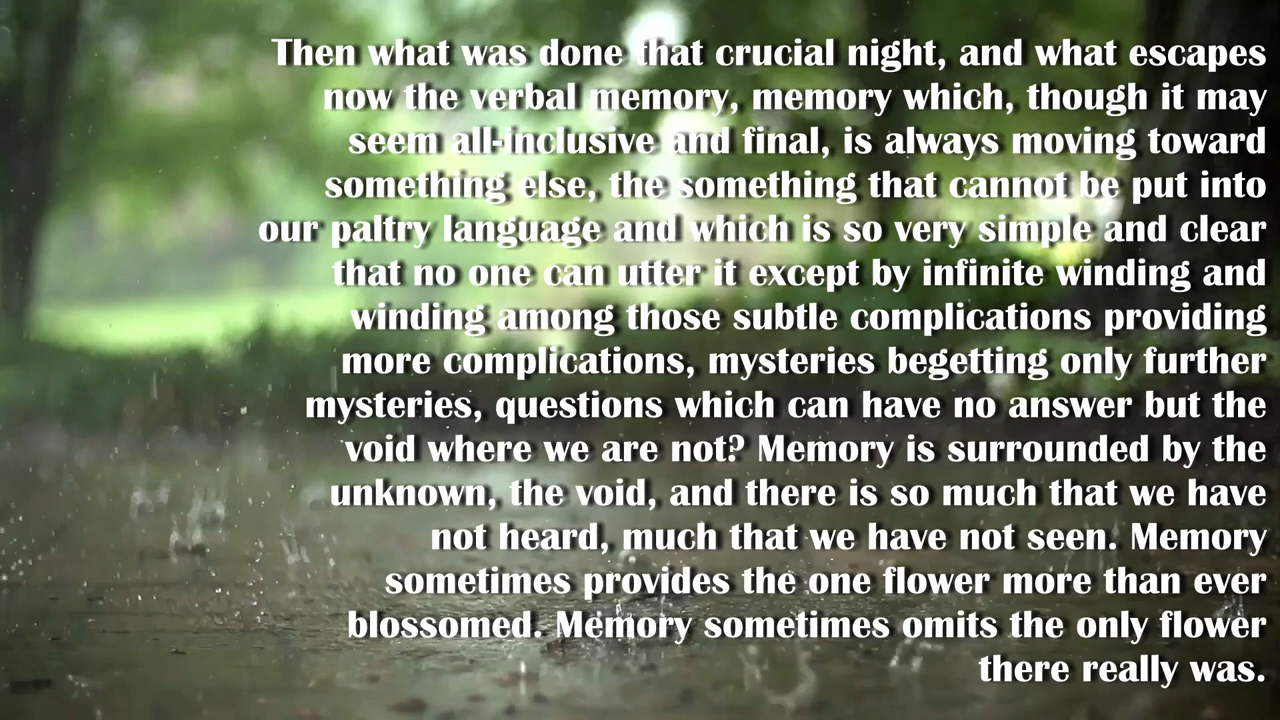 Then what was done that crucial night, and what escapes
now the verbal memory, memory which, though it may
seem all-inclusive and final, is always moving toward
something else, the something that cannot be put into
our paltry language and which is so very simple and clear
that no one can utter it except by infinite winding and
winding among those subtle complications providing
more complications, mysteries begetting only further
mysteries, questions which can have no answer but the
void where we are not? Memory is surrounded by the
unknown, the void, and there is so much that we have
not heard, much that we have not seen. Memory
sometimes provides the one flower more than ever
blossomed. Memory sometimes omits the only flower
there really was.